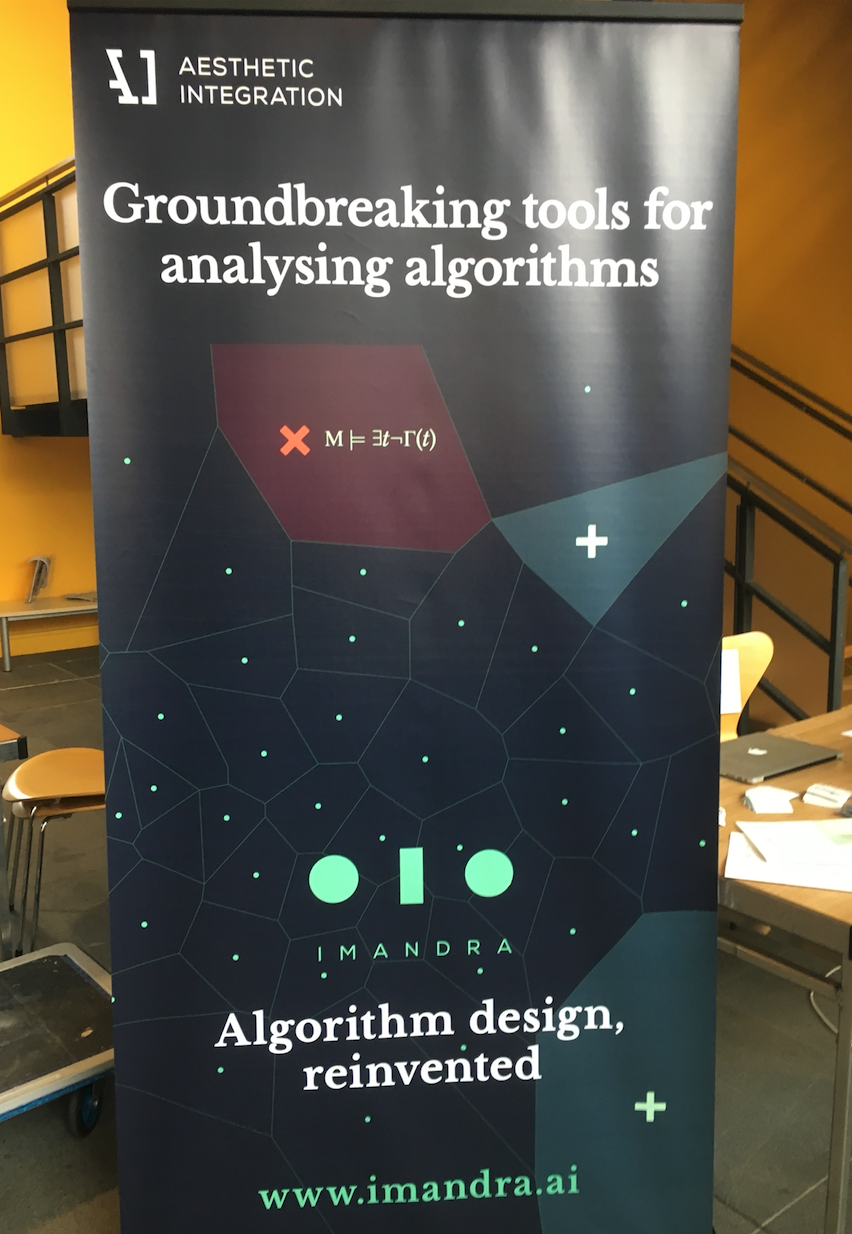 AESTHETIC
INTEGRATION
Groundbreaking tools for
analysing algorithms
M ⊨ ∃t¬Γ(t)
IMANDRA
Algorithm design,
reinvented
www.imandra.ai